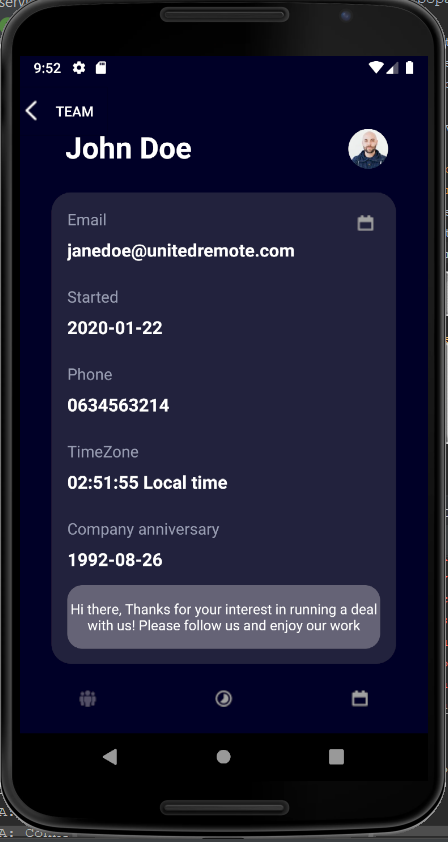 9:52
TEAM
John Doe
Email
janedoe@unitedremote.com
Started
2020-01-22
Phone
0634563214
TimeZone
02:51:55 Local time
Company anniversary
1992-08-26
Hi there, Thanks for your interest in running a deal
with us! Please follow us and enjoy our work